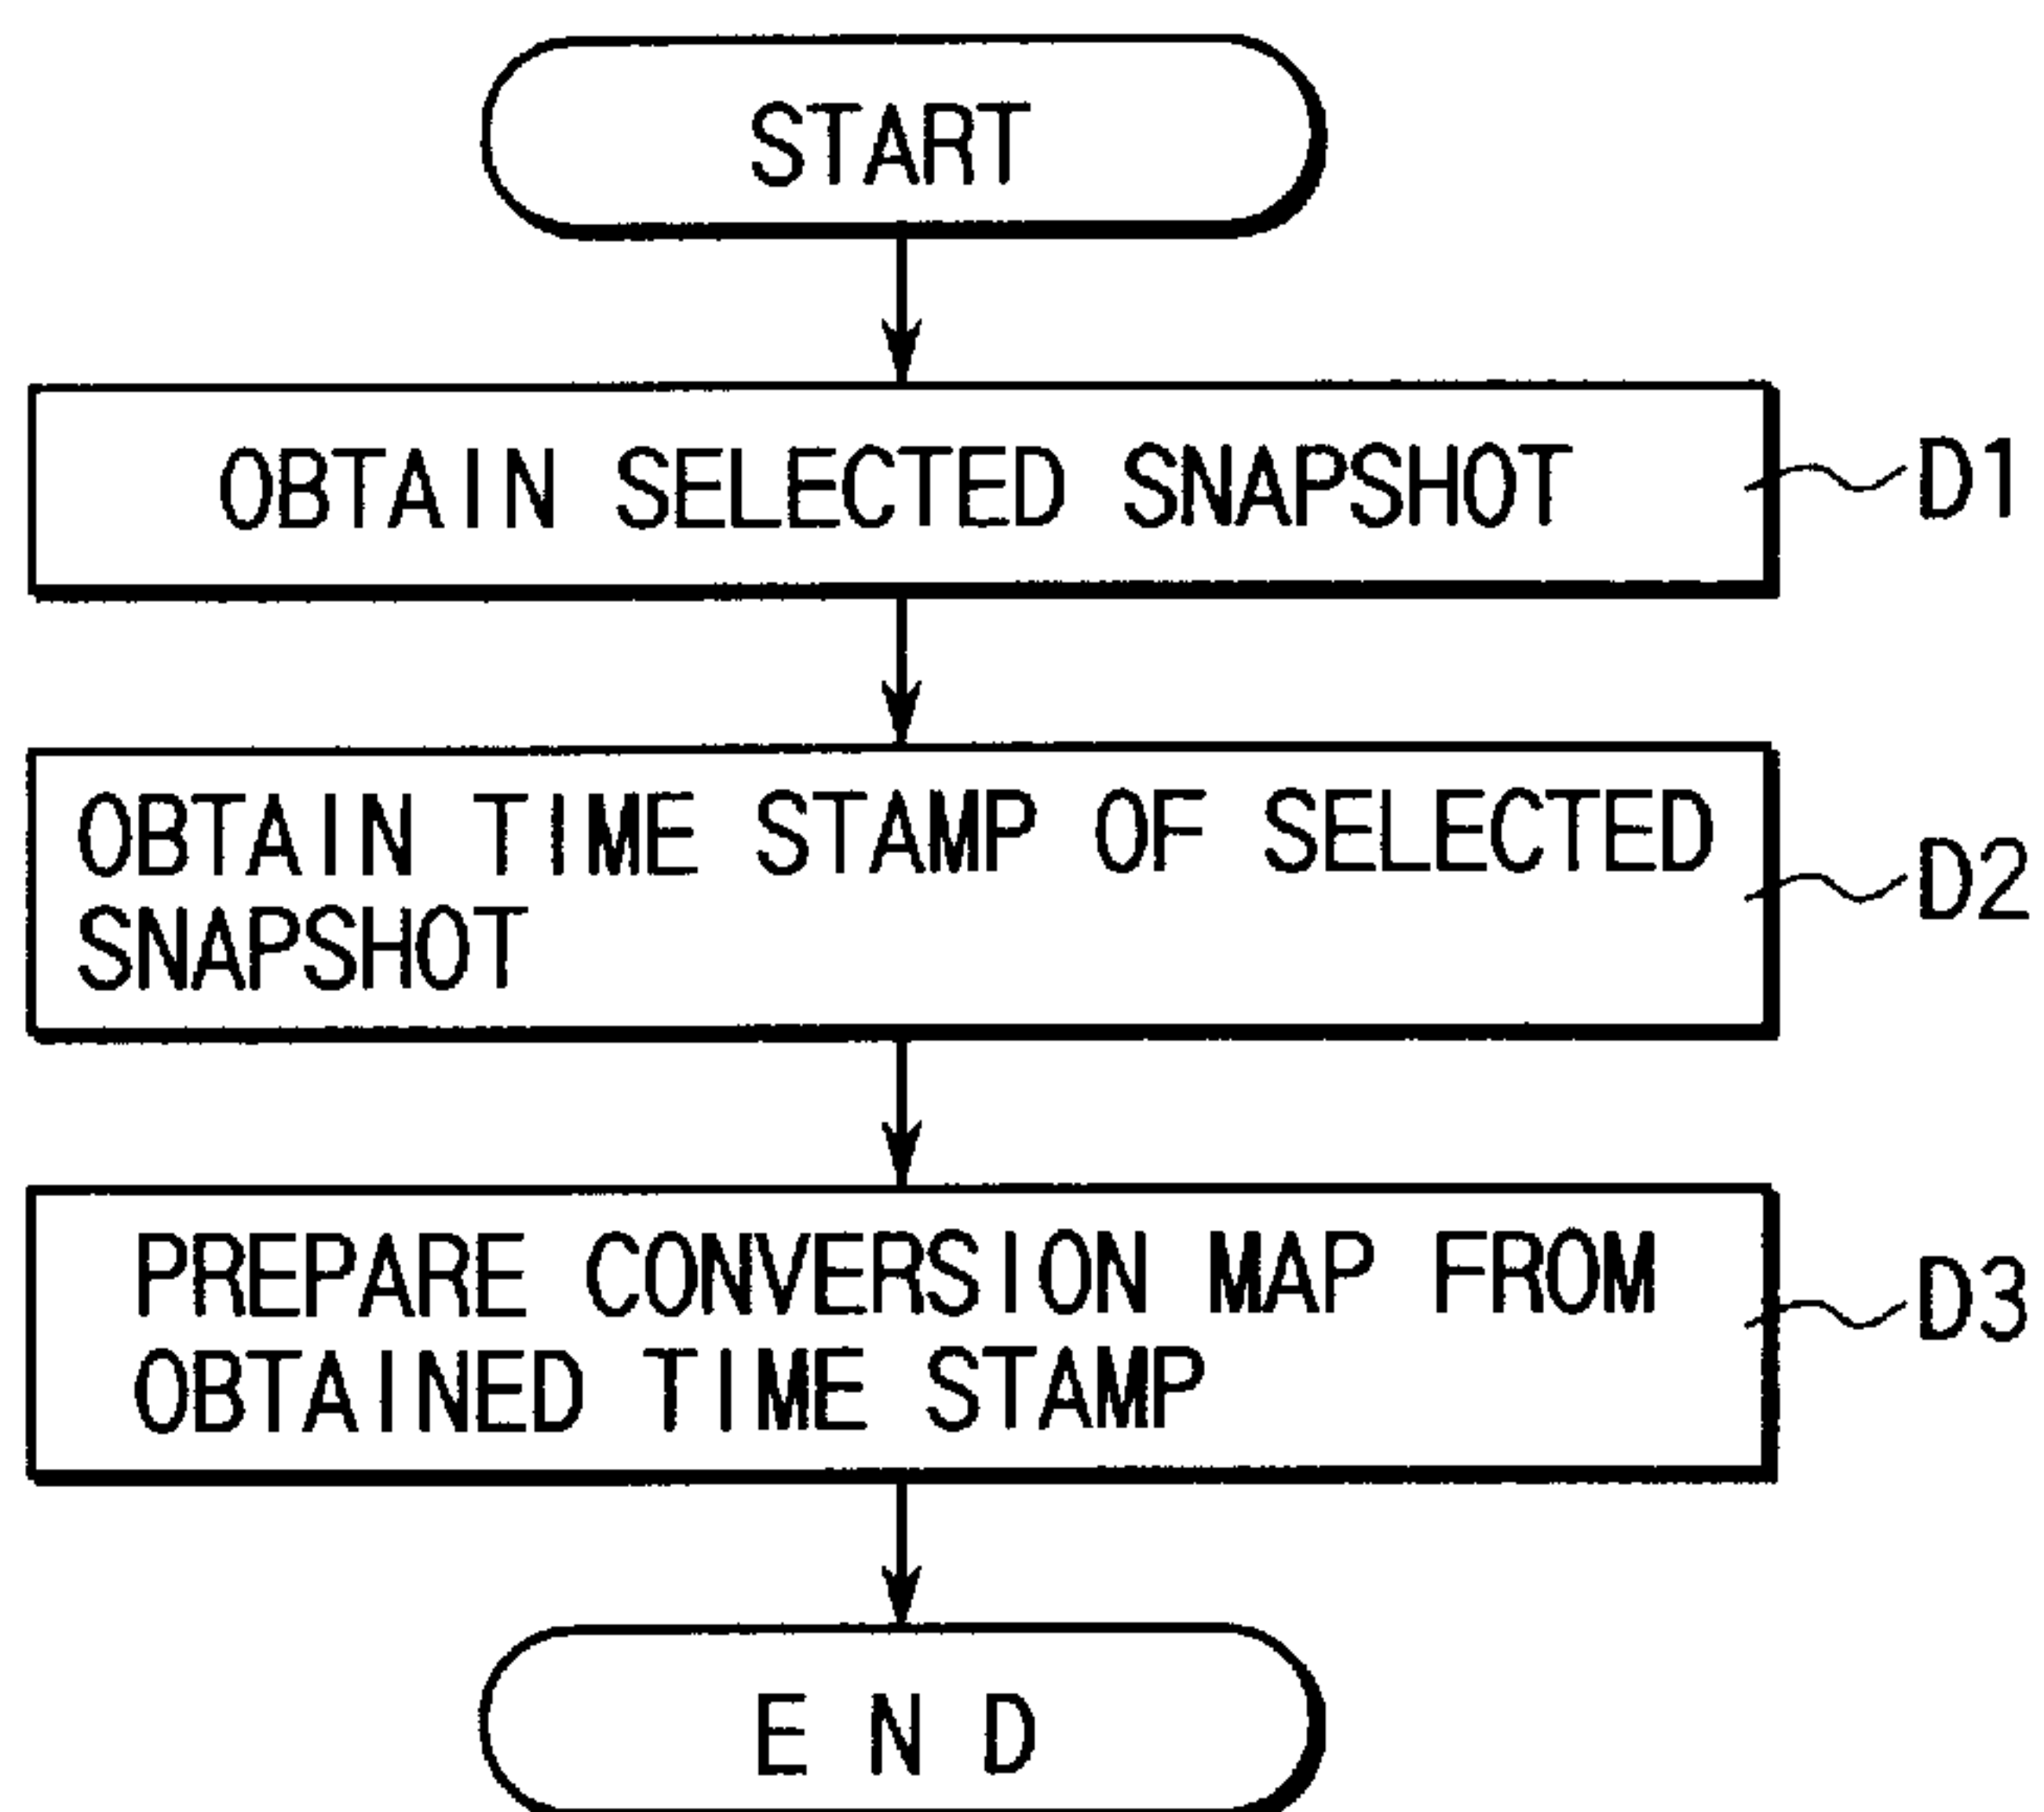 START
OBTAIN SELECTED SNAPSHOT
D1
OBTAIN TIME STAMP OF SELECTED
SNAPSHOT
D2
PREPARE CONVERSION MAP FROM
OBTAINED TIME STAMP
D3
END